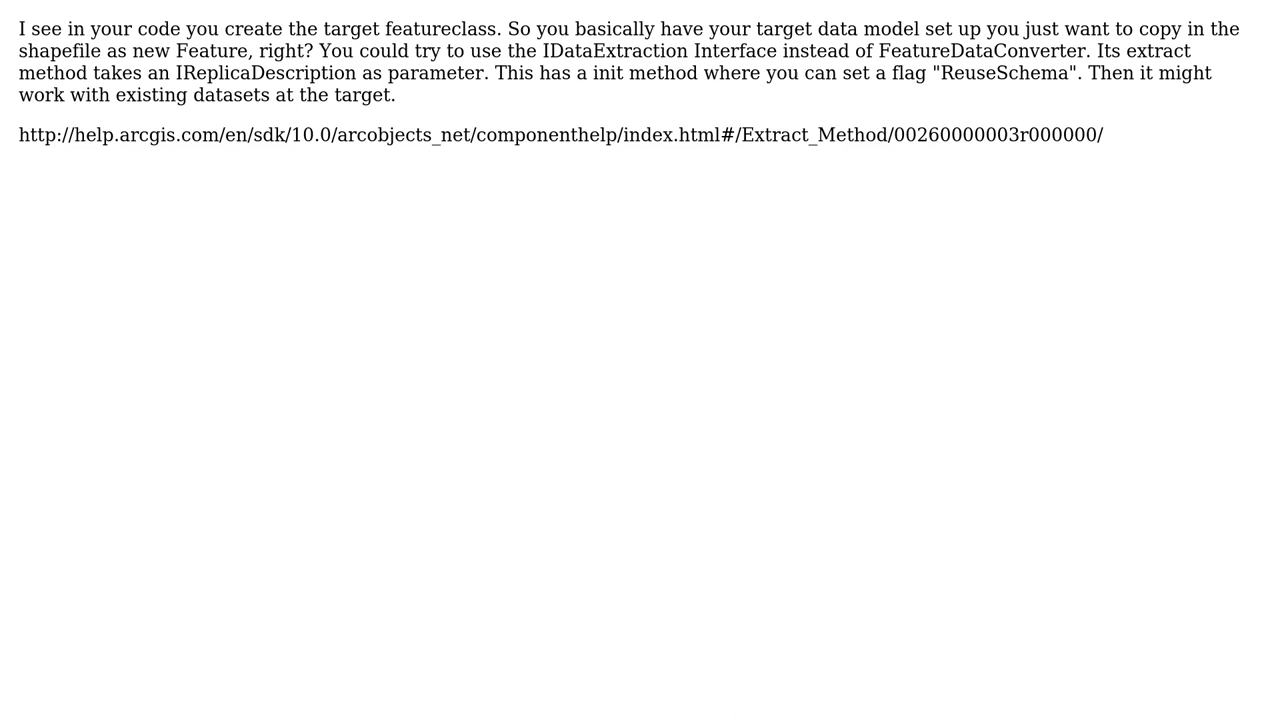 I see in your code you create the target featureclass. So you basically have your target data model set up you just want to copy in the
shapefile as new Feature, right? You could try to use the IDataExtraction Interface instead of FeatureDataConverter. Its extract
method takes an IReplicaDescription as parameter. This has a init method where you can set a flag "ReuseSchema". Then it might
work with existing datasets at the target.
http://help.arcgis.com/en/sdk/10.0/arcobjects_net/componenthelp/index.html#/Extract_Method/00260000003r000000/